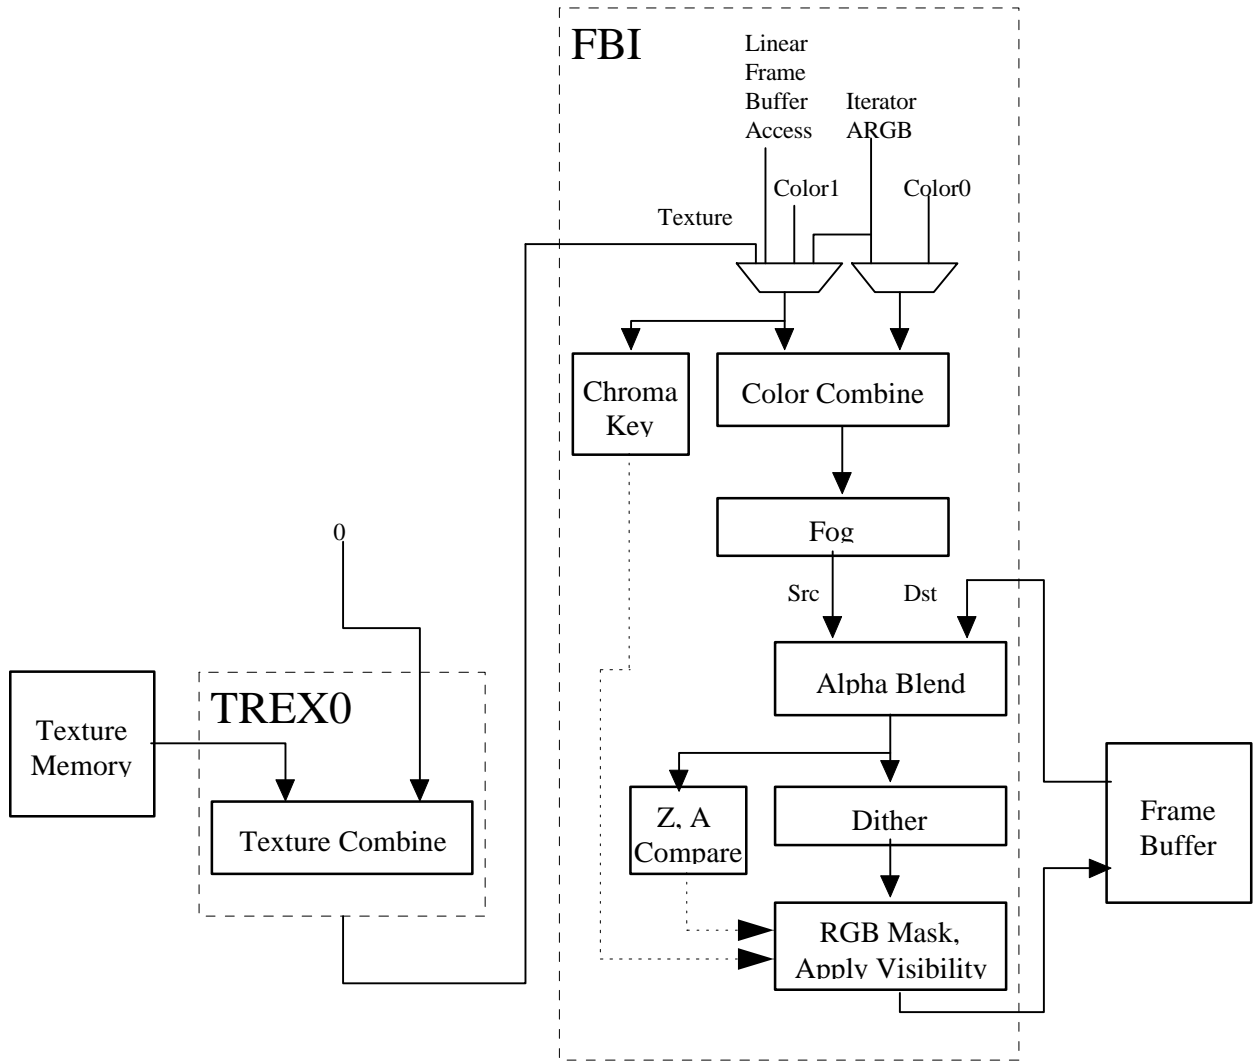 FBI
Linear
Frame
Buffer
Access
Iterator
ARGB
Color1
Color0
Texture
Chroma
Key
Color Combine
Fog
0
Src
Dst
Alpha Blend
TREX0
Texture
Memory
Texture Combine
Z, A
Compare
Dither
Frame
Buffer
RGB Mask,
Apply Visibility